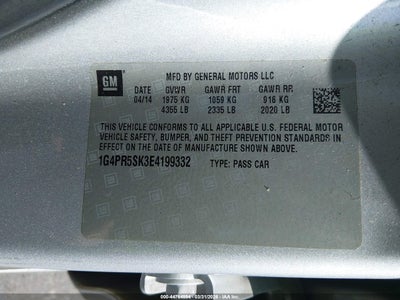 GM
MFD BY GENERAL MOTORS LLC
DATE GVWR GAWR FRT GAWR RR
04/14 1975 KG 1059 KG 916 KG
4355 LB 2335 LB 2020 LB
THIS VEHICLE CONFORMS TO ALL APPLICABLE U.S. FEDERAL MOTOR
VEHICLE SAFETY, BUMPER, AND THEFT PREVENTION STANDARDS
IN EFFECT ON THE DATE OF MANUFACTURE SHOWN ABOVE.
1G4PR5SK3E4199332 TYPE: PASS CAR